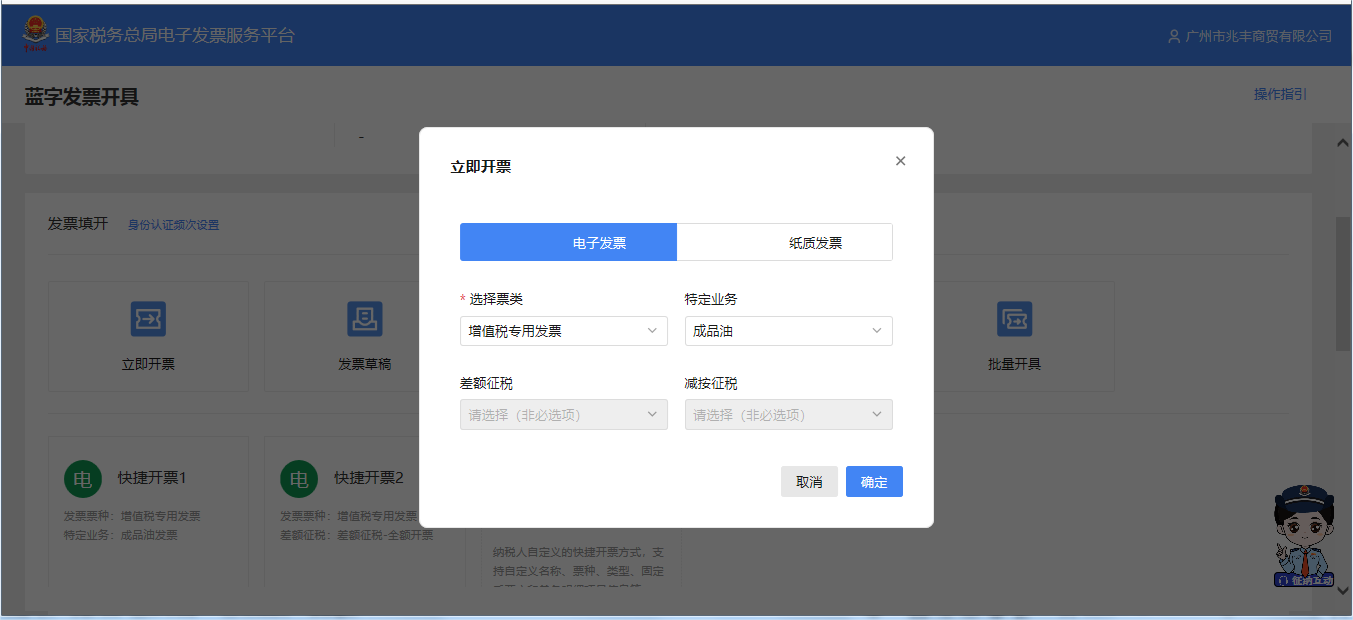 国家税务总局电子发票服务平台
广州市兆丰商贸有限公司
蓝字发票开具
操作指引
-
立即开票
×
发票填开
身份认证频次设置
电子发票
纸质发票
* 选择票类
特定业务
增值税专用发票
成品油
立即开票
发票草稿
批量开具
差额征税
减按征税
请选择（非必选项）
请选择（非必选项）
取消
确定
电
快捷开票1
发票票种：增值税专用发票
特定业务：成品油发票
电
快捷开票2
发票票种：增值税专用发票
差额征税：差额征税-全额开票
纳税人自定义的快捷开票方式，支
持自定义名称、票种、类型、固定
征纳互动